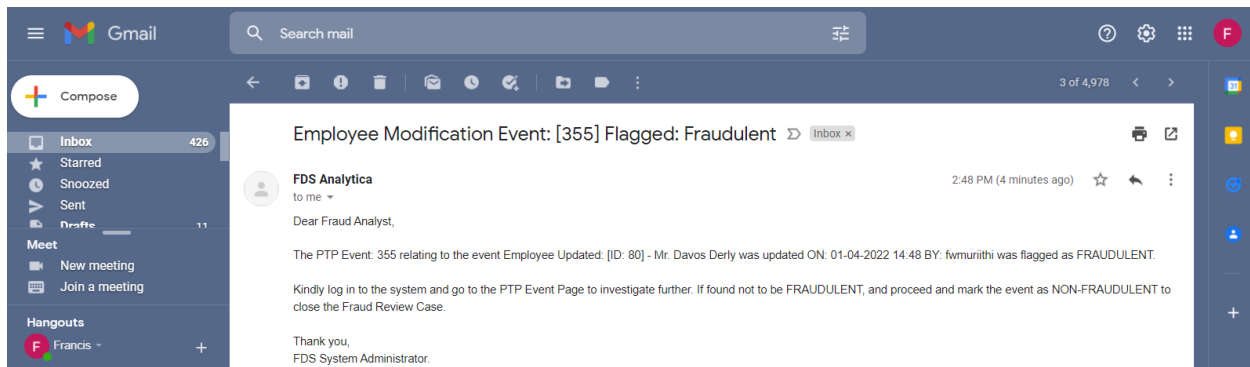 Gmail
Search mail
F
Compose
3 of 4,978
31
Inbox 426
Starred
Snoozed
Sent
Drafts 11
Meet
New meeting
Join a meeting
Hangouts
F Francis
Employee Modification Event: [355] Flagged: Fraudulent Inbox ×
FDS Analytica 2:48 PM (4 minutes ago)
to me
Dear Fraud Analyst,
The PTP Event: 355 relating to the event Employee Updated: [ID: 80] - Mr. Davos Derly was updated ON: 01-04-2022 14:48 BY: fwmuriithi was flagged as FRAUDULENT.
Kindly log in to the system and go to the PTP Event Page to investigate further. If found not to be FRAUDULENT, and proceed and mark the event as NON-FRAUDULENT to
close the Fraud Review Case.
Thank you,
FDS System Administrator.